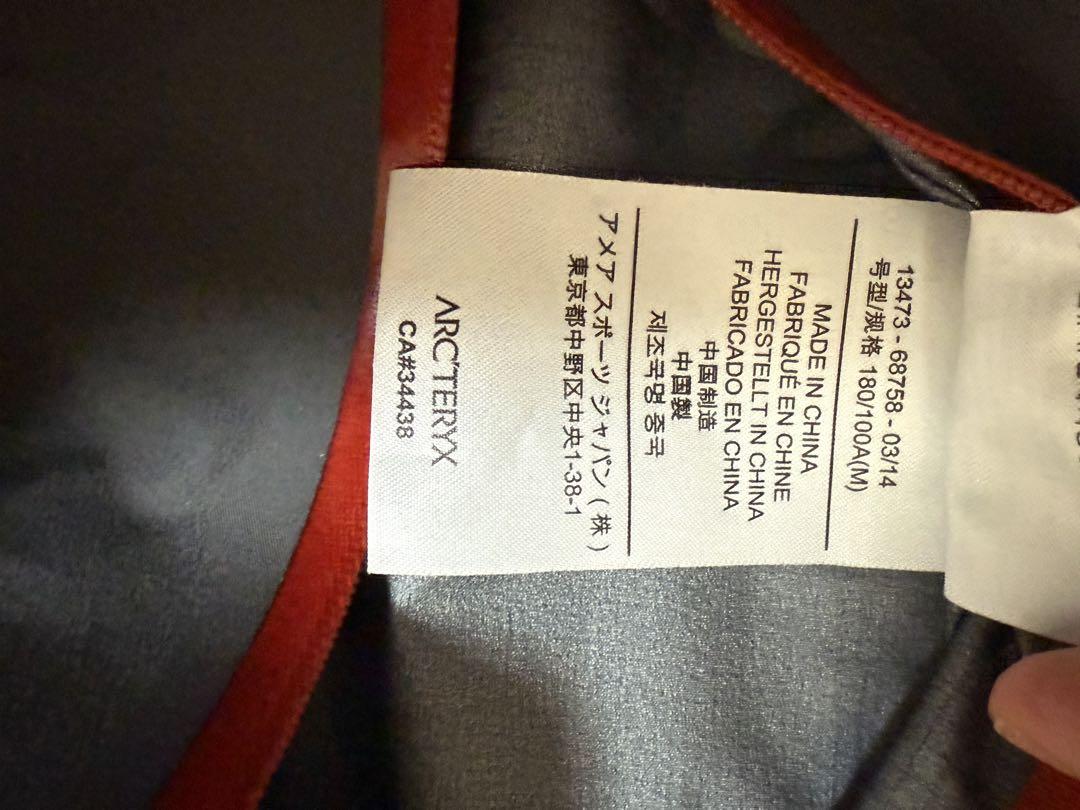 13473 - 68758 - 03/14
号型/规格 180/100A(M)
MADE IN CHINA
FABRIQUÉ EN CHINE
HERGESTELLT IN CHINA
FABRICADO EN CHINA
中国制造
中国製
제조국명 중국
アメア スポーツ ジャパン (株)
東京都中野区中央1-38-1
ARC'TERYX
CA#34438